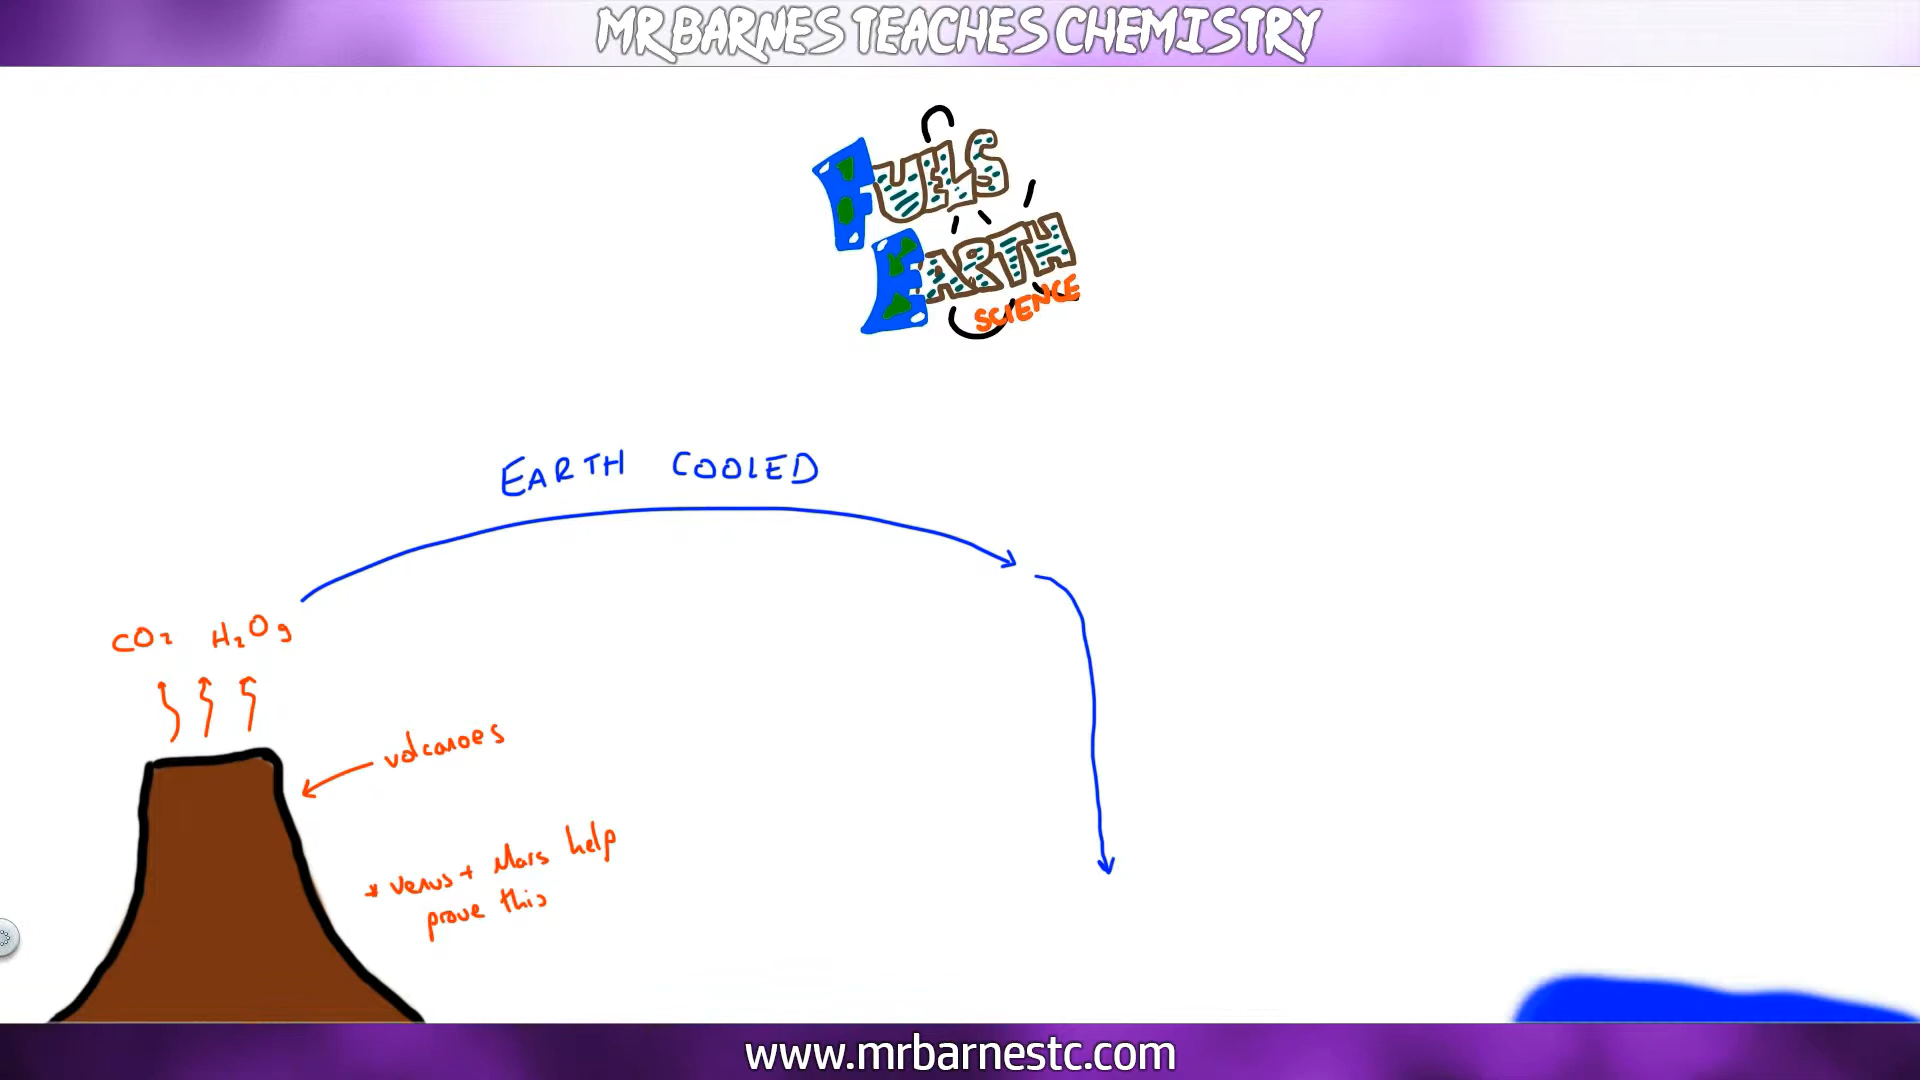 MR BARNES TEACHES CHEMISTRY
FUELS
EARTH
SCIENCE
EARTH COOLED
CO2 H2Og
volcanoes
* Venus + Mars help
prove this
www.mrbarnestc.com